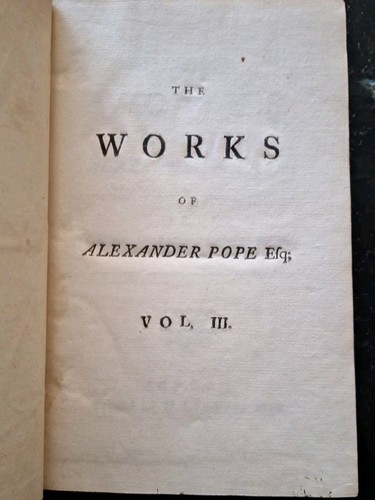 THE
WORKS
OF
ALEXANDER POPE Eſq;
VOL, III.